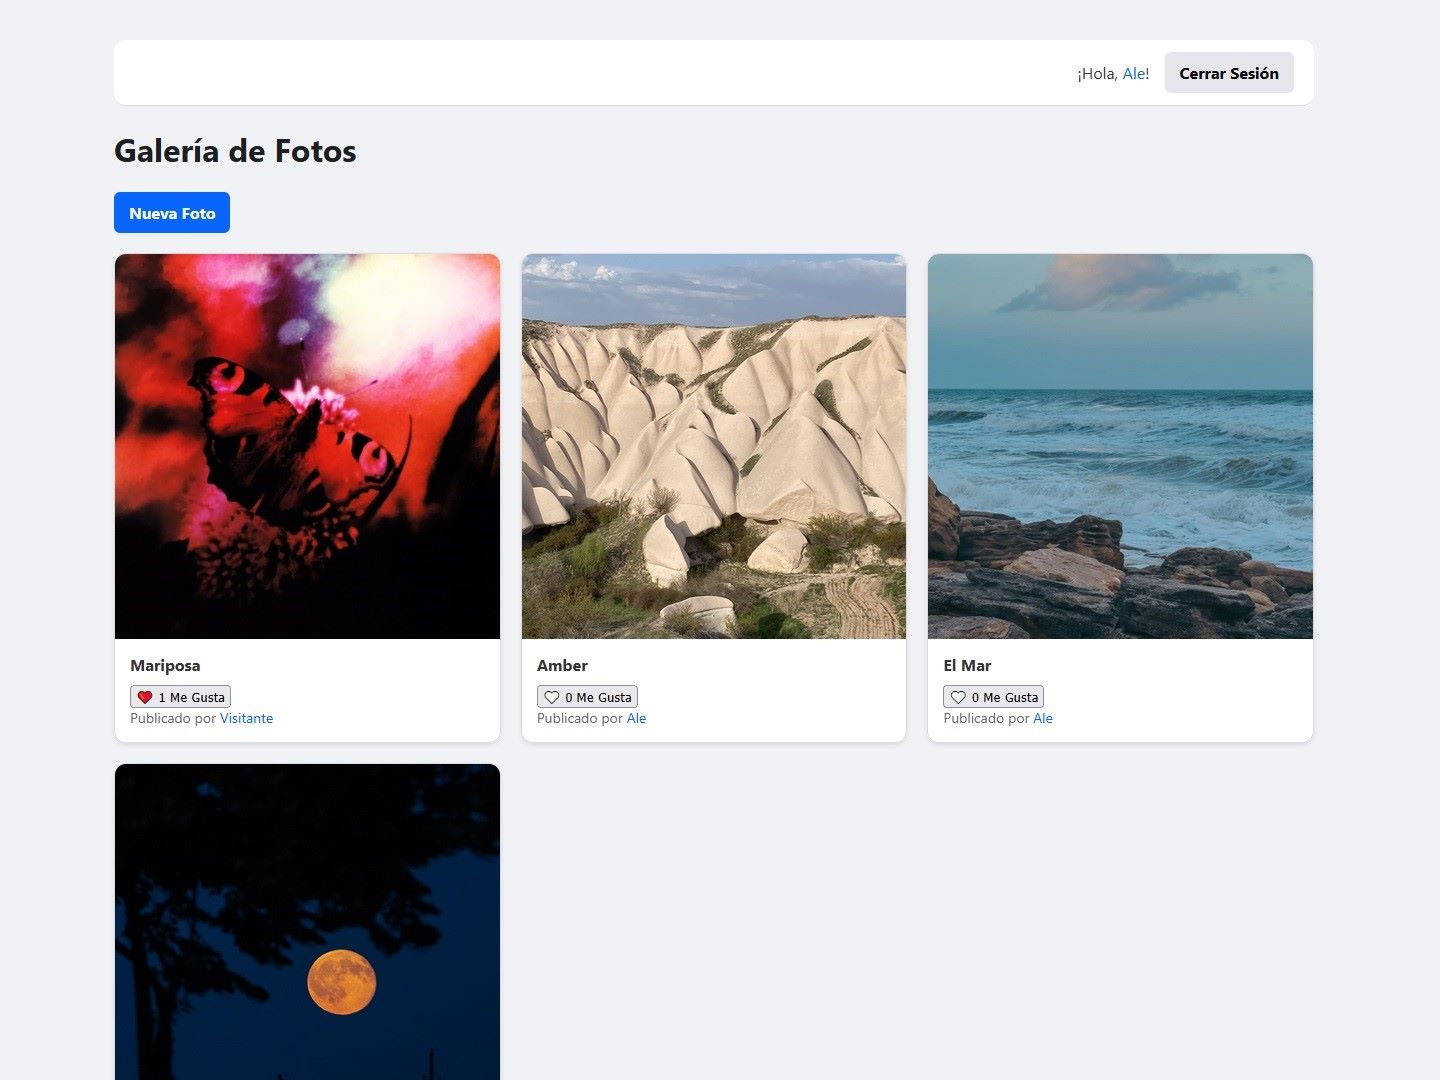 ¡Hola, Ale!
Cerrar Sesión
Galería de Fotos
Nueva Foto
Mariposa
1 Me Gusta
Publicado por Visitante
Amber
0 Me Gusta
Publicado por Ale
El Mar
0 Me Gusta
Publicado por Ale